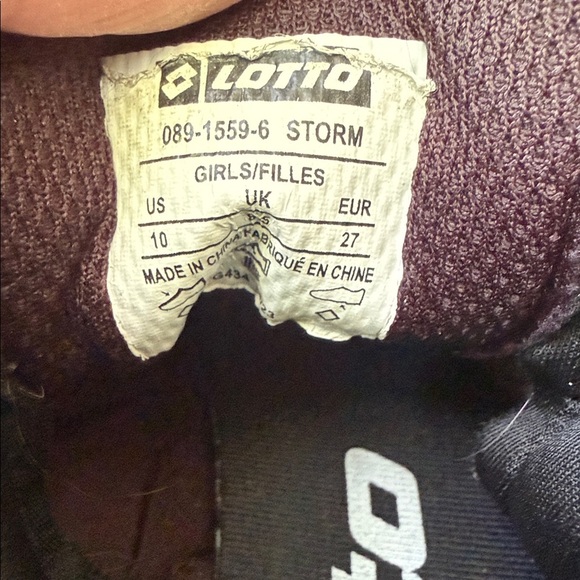 LOTTO
089-1559-6 STORM
GIRLS/FILLES
US UK EUR
10 27
MADE IN CHINA FABRIQUÉ EN CHINE